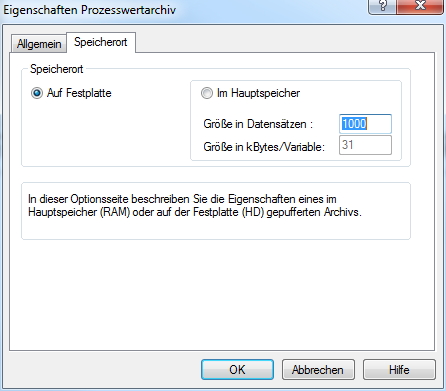 Eigenschaften Prozesswertarchiv
Allgemein
Speicherort
Speicherort
Auf Festplatte
Im Hauptspeicher
Größe in Datensätzen :
1000
Größe in kBytes/Variable:
31
In dieser Optionsseite beschreiben Sie die Eigenschaften eines im
Hauptspeicher (RAM) oder auf der Festplatte (HD) gepufferten Archivs.
OK
Abbrechen
Hilfe